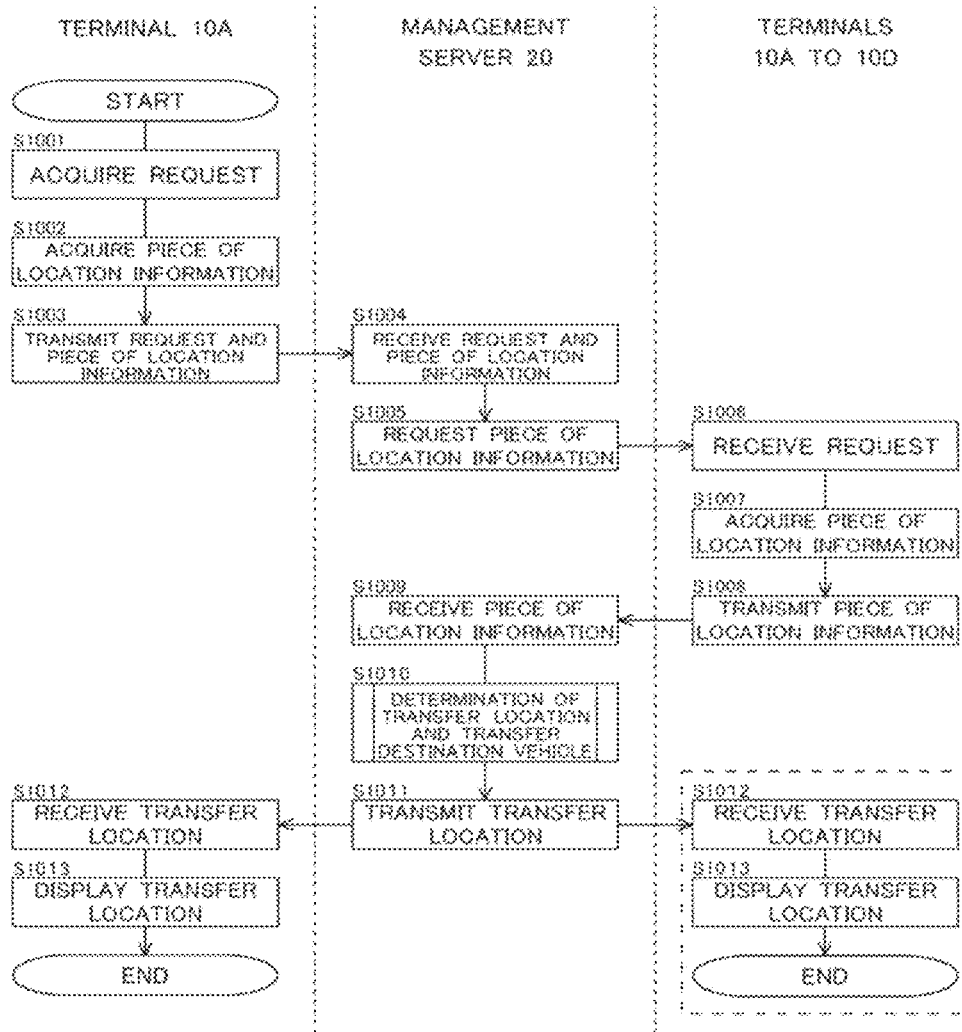 TERMINAL 10A
MANAGEMENT
SERVER 20
TERMINALS
10A TO 10D
START
S1001
ACQUIRE REQUEST
S1002
ACQUIRE PIECE OF
LOCATION INFORMATION
S1003
TRANSMIT REQUEST AND
PIECE OF LOCATION
INFORMATION
S1004
RECEIVE REQUEST AND
PIECE OF LOCATION
INFORMATION
S1005
REQUEST PIECE OF
LOCATION INFORMATION
S1006
RECEIVE REQUEST
S1007
ACQUIRE PIECE OF
LOCATION INFORMATION
S1008
TRANSMIT PIECE OF
LOCATION INFORMATION
S1009
RECEIVE PIECE OF
LOCATION INFORMATION
S1010
DETERMINATION OF
TRANSFER LOCATION
AND TRANSFER
DESTINATION VEHICLE
S1011
TRANSMIT TRANSFER
LOCATION
S1012
RECEIVE TRANSFER
LOCATION
S1013
DISPLAY TRANSFER
LOCATION
END
S1012
RECEIVE TRANSFER
LOCATION
S1013
DISPLAY TRANSFER
LOCATION
END